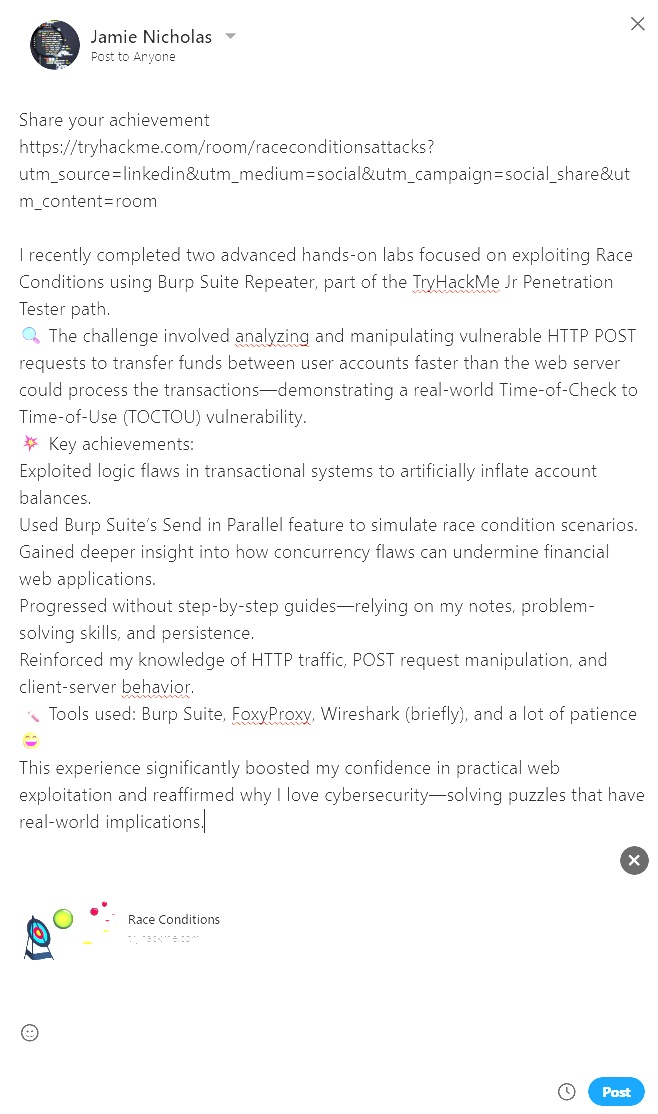 Jamie Nicholas
Post to Anyone
Share your achievement
https://tryhackme.com/room/raceconditionsattacks?
utm_source=linkedin&utm_medium=social&utm_campaign=social_share&ut
m_content=room
I recently completed two advanced hands-on labs focused on exploiting Race
Conditions using Burp Suite Repeater, part of the TryHackMe Jr Penetration
Tester path.
🔍 The challenge involved analyzing and manipulating vulnerable HTTP POST
requests to transfer funds between user accounts faster than the web server
could process the transactions—demonstrating a real-world Time-of-Check to
Time-of-Use (TOCTOU) vulnerability.
💥 Key achievements:
Exploited logic flaws in transactional systems to artificially inflate account
balances.
Used Burp Suite’s Send in Parallel feature to simulate race condition scenarios.
Gained deeper insight into how concurrency flaws can undermine financial
web applications.
Progressed without step-by-step guides—relying on my notes, problem-
solving skills, and persistence.
Reinforced my knowledge of HTTP traffic, POST request manipulation, and
client-server behavior.
Tools used: Burp Suite, FoxyProxy, Wireshark (briefly), and a lot of patience
😄
This experience significantly boosted my confidence in practical web
exploitation and reaffirmed why I love cybersecurity—solving puzzles that have
real-world implications.
Race Conditions
tryhackme.com
Post